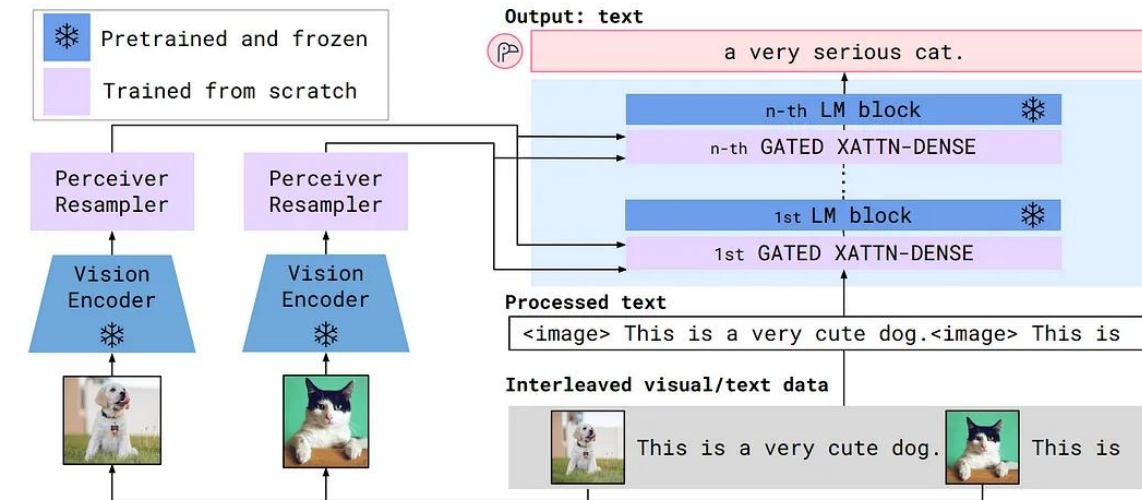 Pretrained and frozen
Trained from scratch
Perceiver
Resampler
Perceiver
Resampler
Vision
Encoder
Vision
Encoder
Output: text
a very serious cat.
n-th LM block
n-th GATED XATTN-DENSE
1st LM block
1st GATED XATTN-DENSE
Processed text
<image> This is a very cute dog.<image> This is
Interleaved visual/text data
This is a very cute dog.
This is